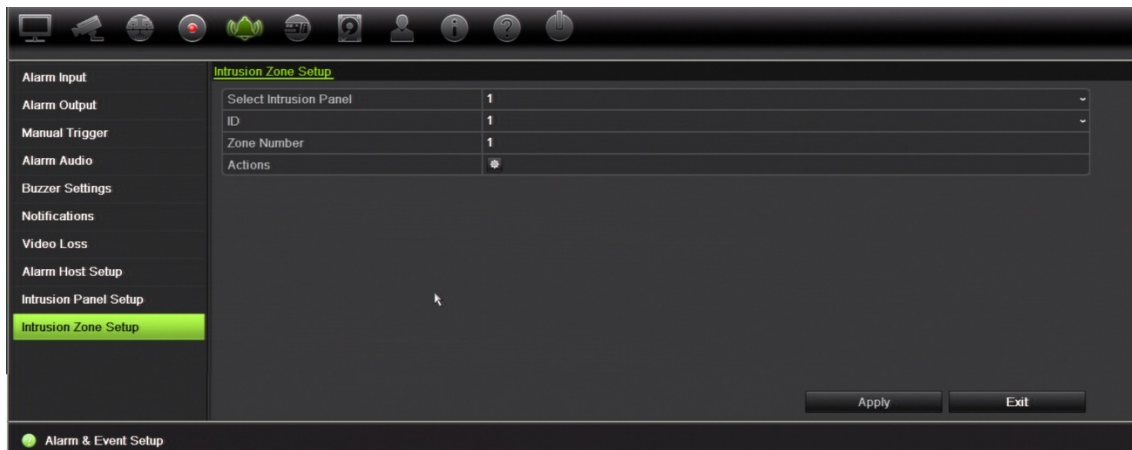 Alarm Input
Alarm Output
Manual Trigger
Alarm Audio
Buzzer Settings
Notifications
Video Loss
Alarm Host Setup
Intrusion Panel Setup
Intrusion Zone Setup
Intrusion Zone Setup
Select Intrusion Panel 1
ID 1
Zone Number 1
Actions
Apply Exit
Alarm & Event Setup